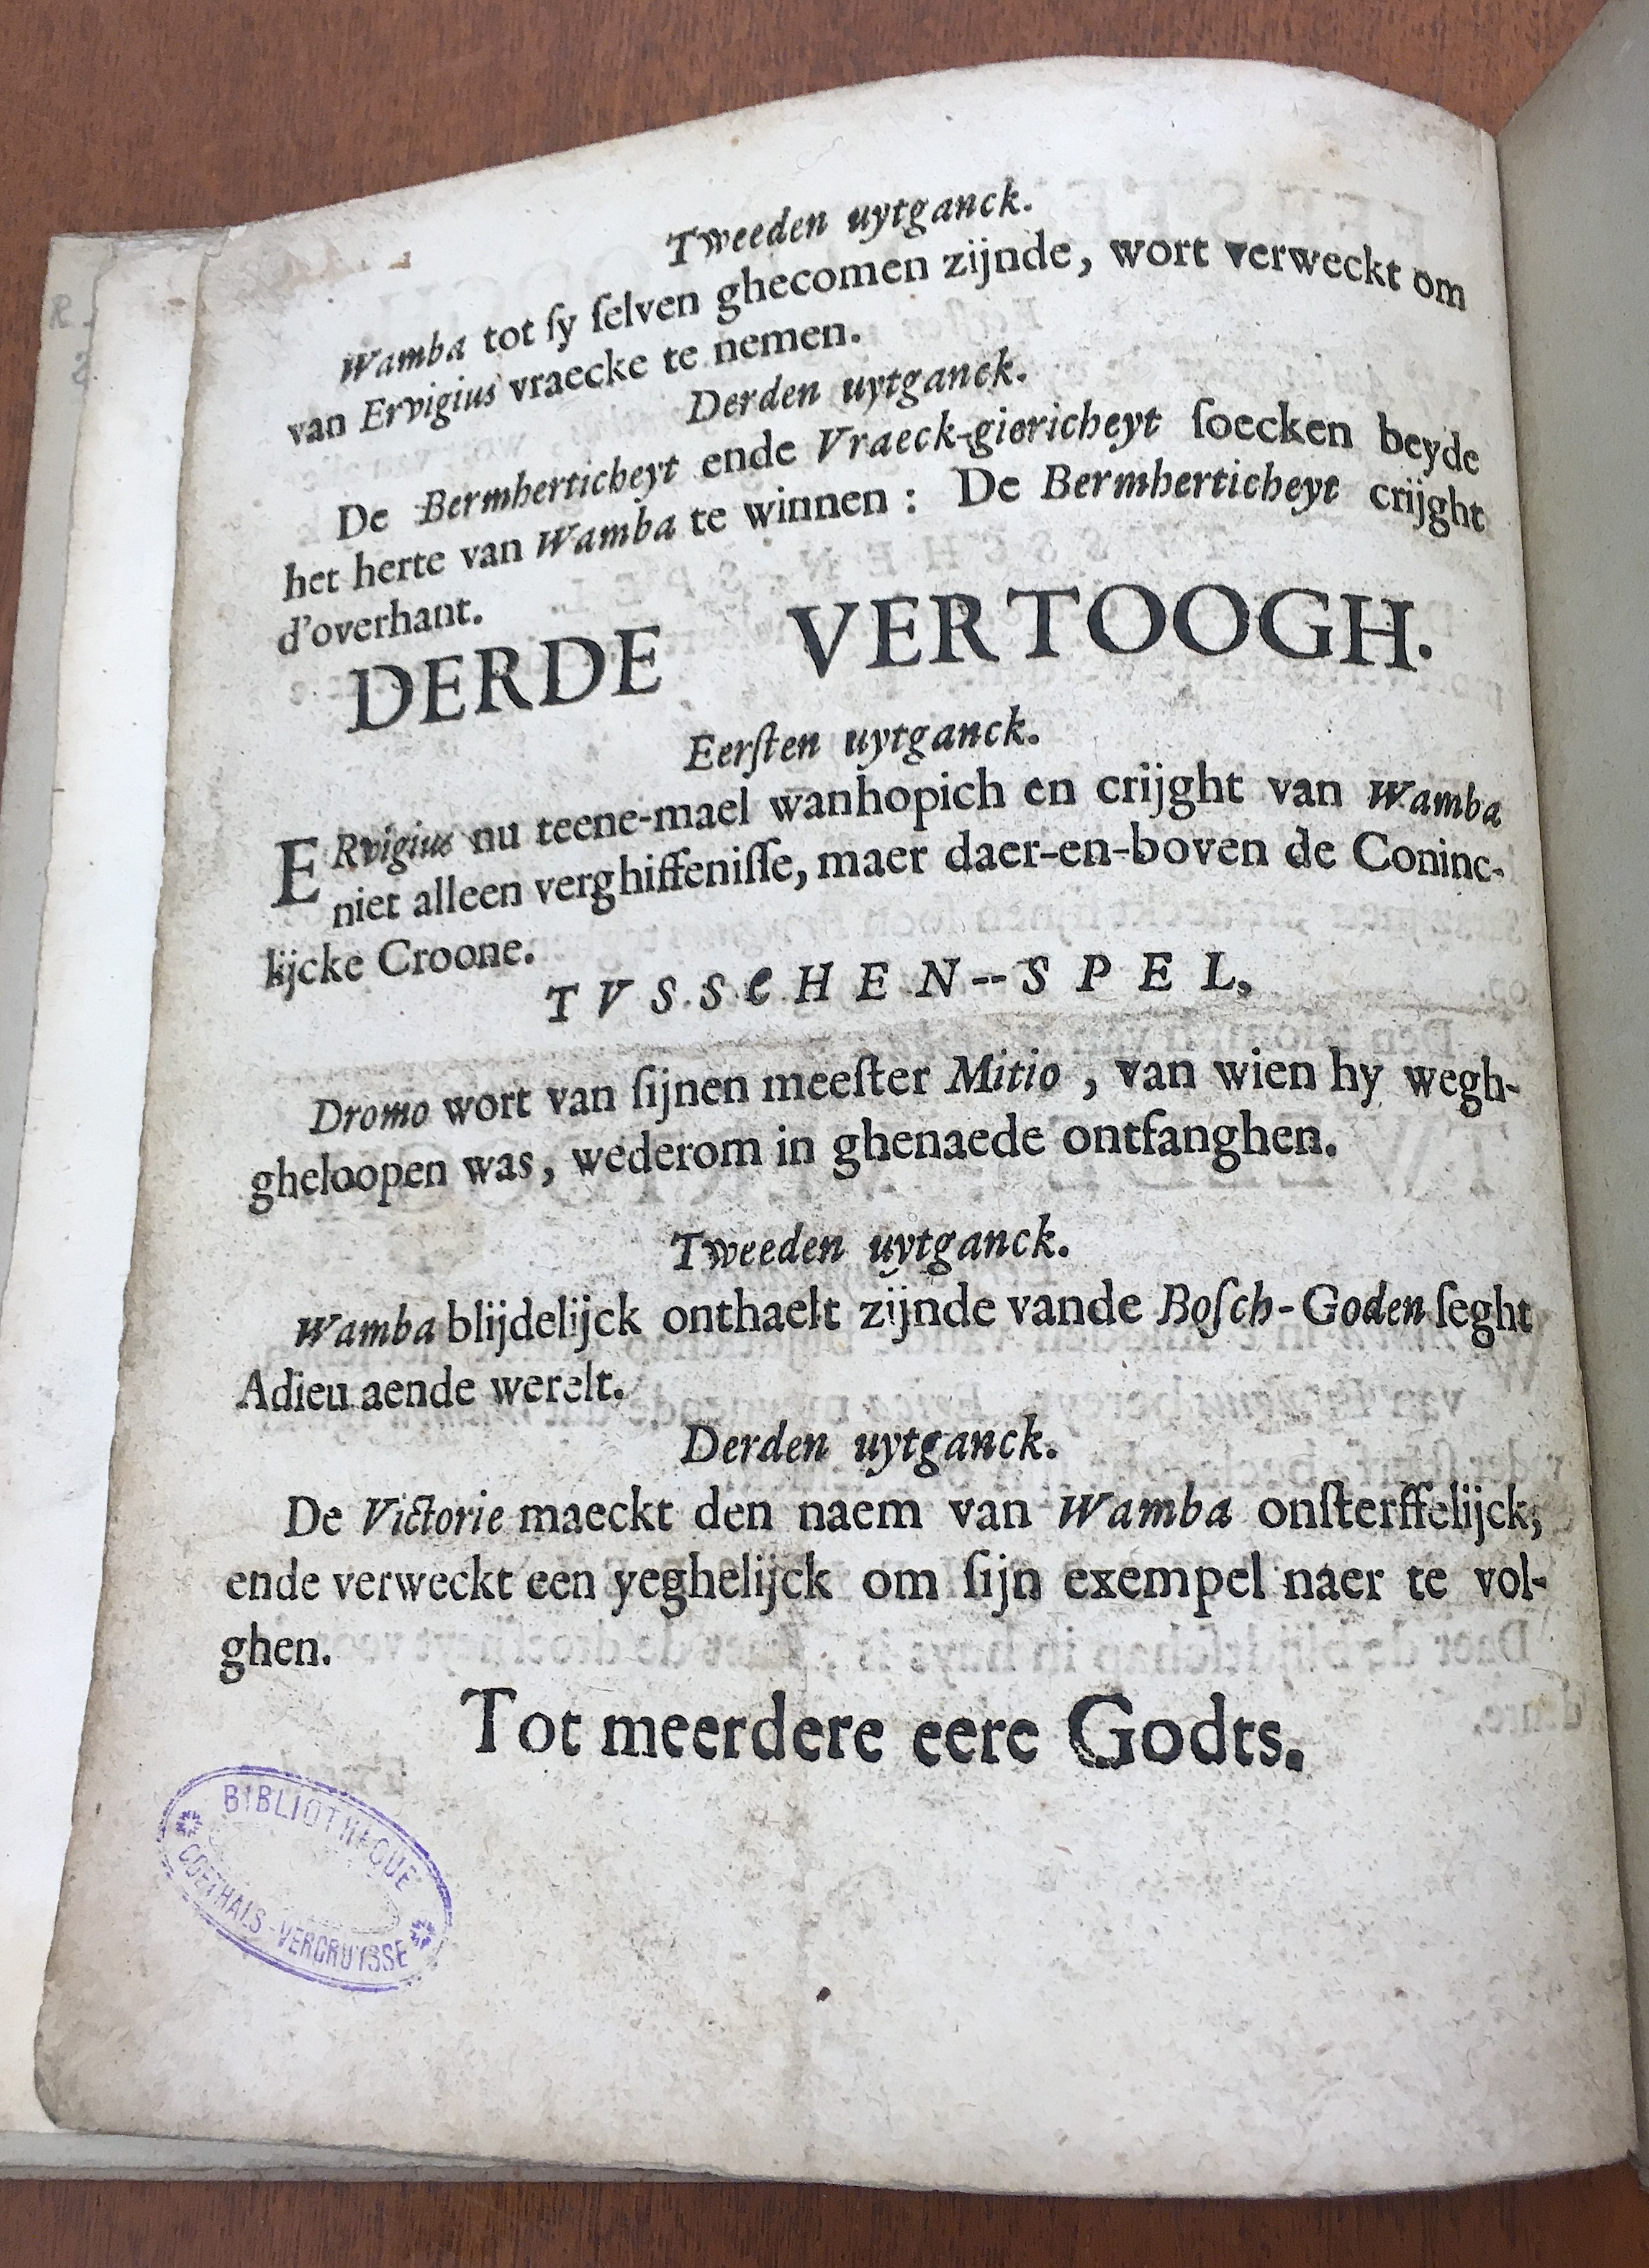 Tweeden uytganck.
Wamba tot ſy ſelven ghecomen zijnde, wort verweckt om
van Ervigius vraecke te nemen.
Derden uytganck.
De Bermherticheyt ende Vraeck-giericheyt ſoecken beyde
het herte van Wamba te winnen : De Bermherticheyt crijght
d'overhant.
DERDE VERTOOGH.
Eerſten uytganck.
ERvigius nu teene-mael wanhopich en crijght van Wamba
niet alleen verghiffeniſſe, maer daer-en-boven de Coninc-
lijcke Croone.
TVSSCHEN--SPEL,
Dromo wort van ſijnen meeſter Mitio , van wien hy wegh-
gheloopen was, wederom in ghenaede ontfanghen.
Tweeden uytganck.
Wamba blijdelijck onthaelt zijnde vande Boſch-Goden ſeght
Adieu aende werelt.
Derden uytganck.
De Victorie maeckt den naem van Wamba onſterffelijck,
ende verweckt een yeghelijck om ſijn exempel naer te vol-
ghen.
Tot meerdere eere Godts.
BIBLIOTHEQUE
GOETHALS-VERCRUYSSE